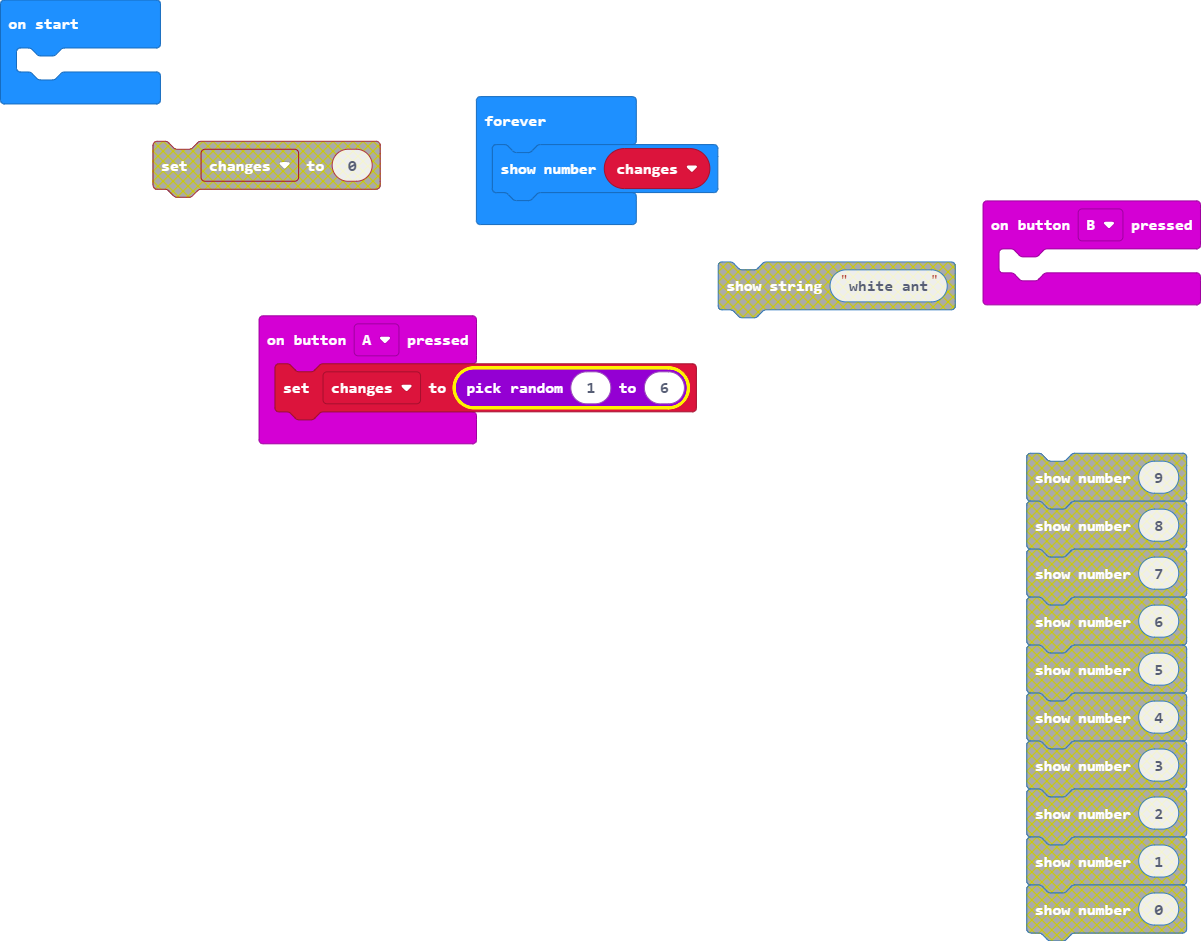 on start
set changes to 0
forever
show number changes
on button B pressed
show string "white ant"
on button A pressed
set changes to pick random 1 to 6
show number 9
show number 8
show number 7
show number 6
show number 5
show number 4
show number 3
show number 2
show number 1
show number 0